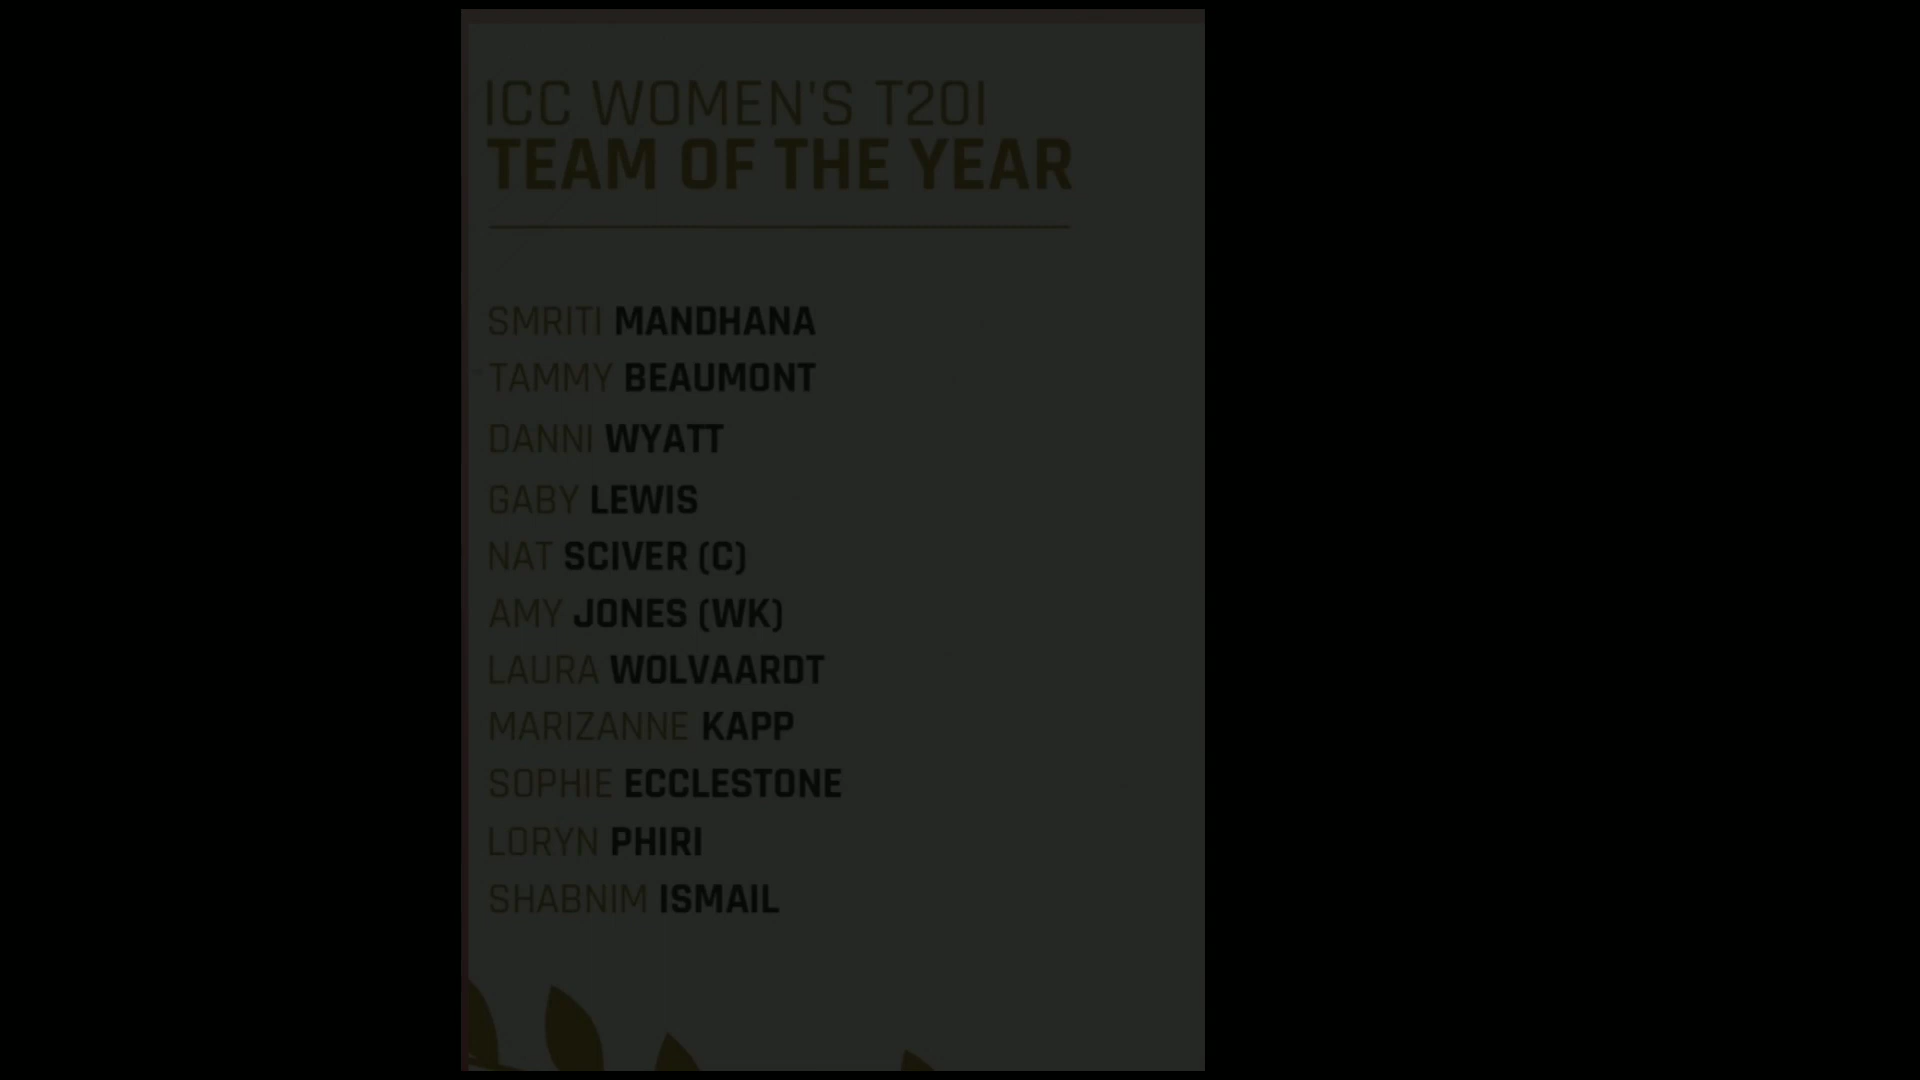 ICC WOMEN'S T20I
TEAM OF THE YEAR
SMRITI MANDHANA
TAMMY BEAUMONT
DANNI WYATT
GABY LEWIS
NAT SCIVER (C)
AMY JONES (WK)
LAURA WOLVAARDT
MARIZANNE KAPP
SOPHIE ECCLESTONE
LORYN PHIRI
SHABNIM ISMAIL